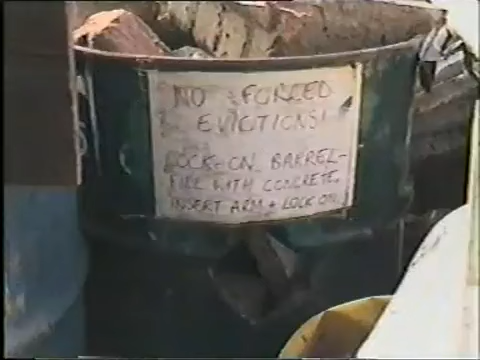 NO FORCED
EVICTIONS!
LOCK-ON BARREL-
FILL WITH CONCRETE,
INSERT ARM + LOCK ON